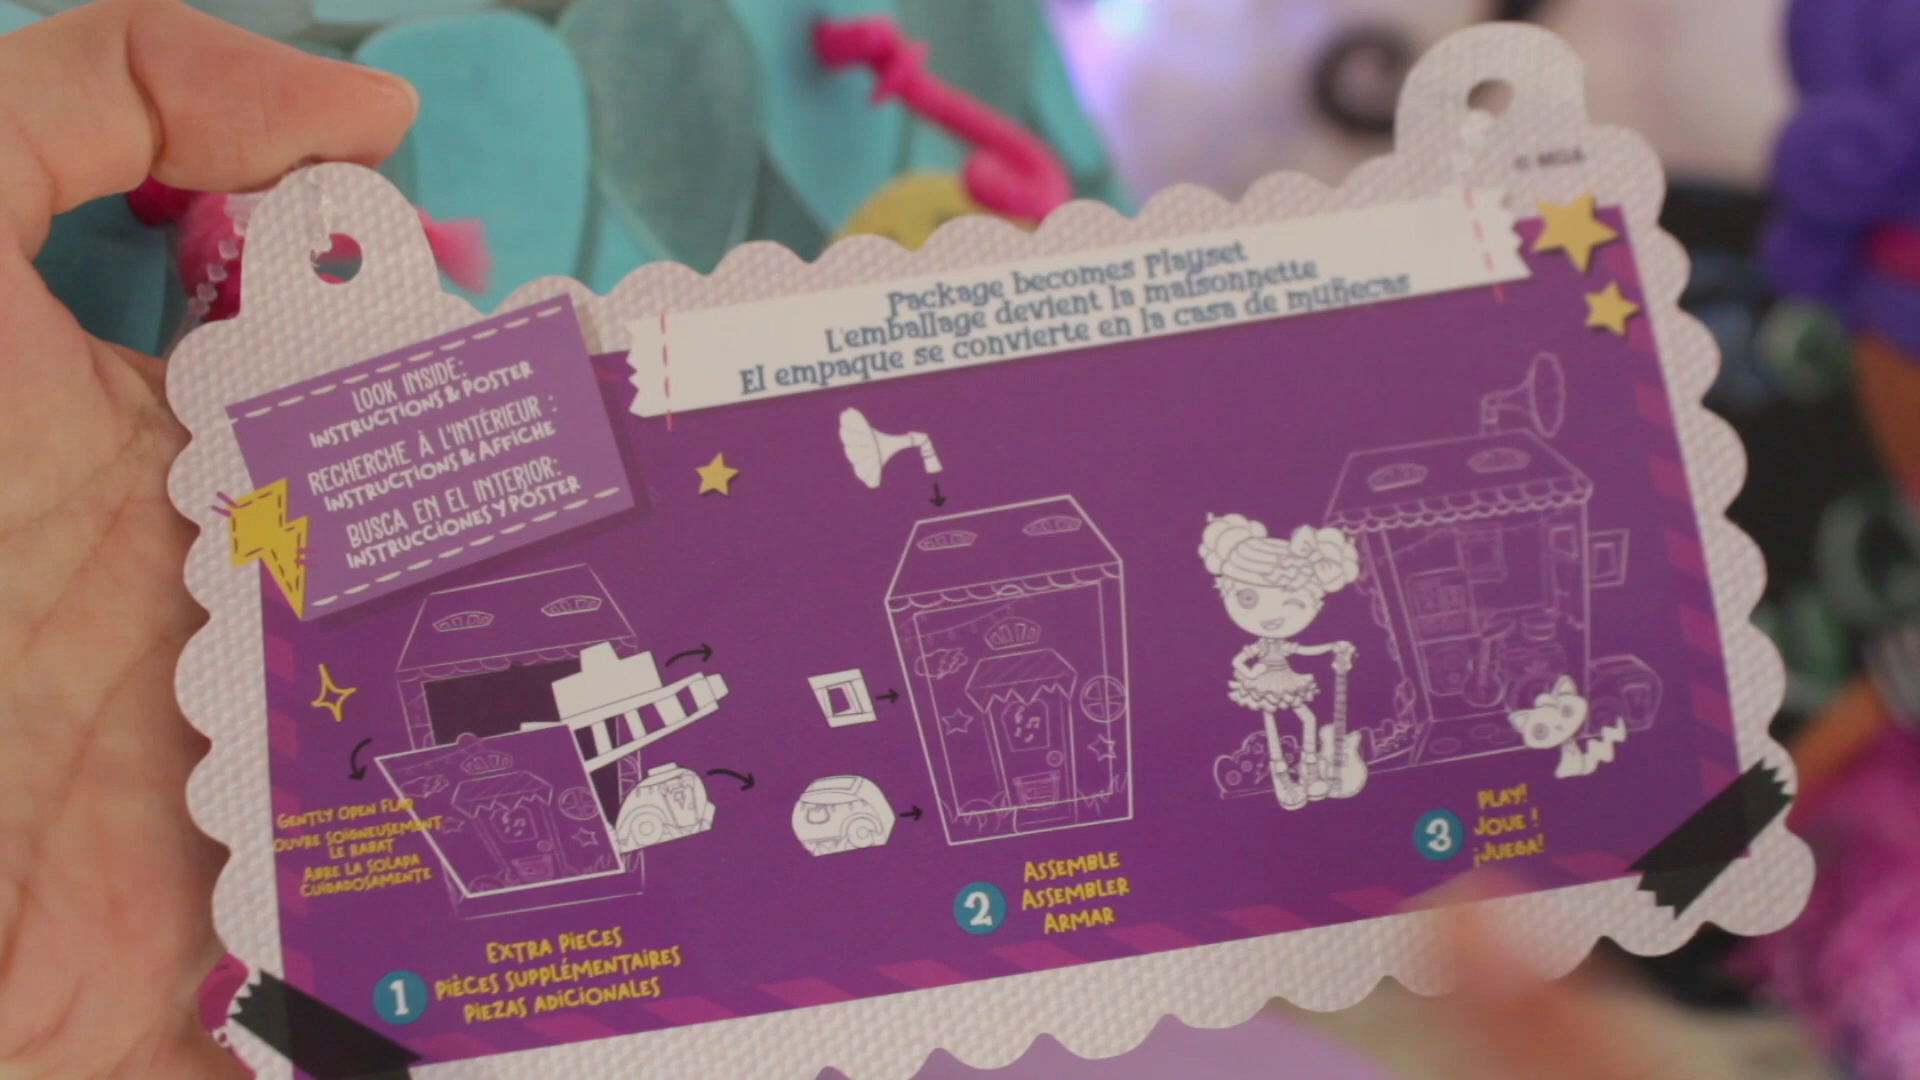 © MGA
Package becomes Playset
L'emballage devient la maisonnette
El empaque se convierte en la casa de muñecas
LOOK INSIDE:
INSTRUCTIONS & POSTER
RECHERCHE À L'INTÉRIEUR :
INSTRUCTIONS & AFFICHE
BUSCA EN EL INTERIOR:
INSTRUCCIONES Y PÓSTER
GENTLY OPEN FLAP
OUVRE SOIGNEUSEMENT
LE RABAT
ABRE LA SOLAPA
CUIDADOSAMENTE
1
EXTRA PIECES
PIÈCES SUPPLÉMENTAIRES
PIEZAS ADICIONALES
2
ASSEMBLE
ASSEMBLER
ARMAR
3
PLAY!
JOUE !
¡JUEGA!